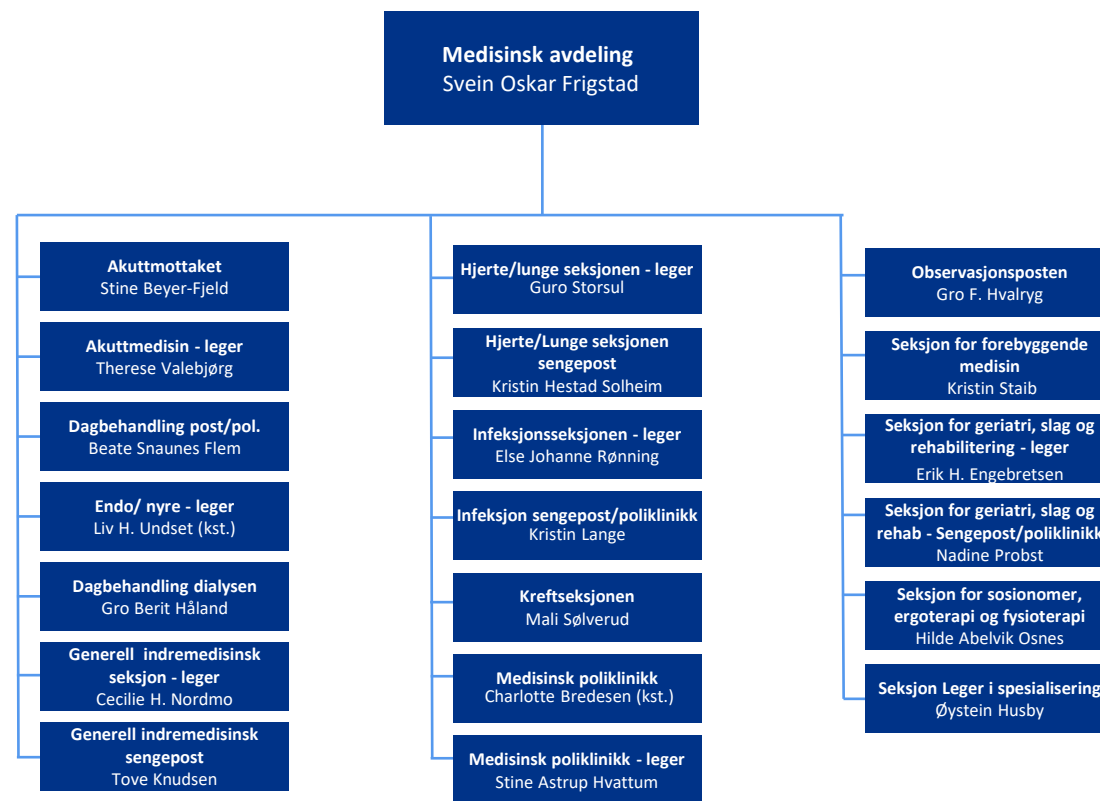 Medisinsk avdeling
Svein Oskar Frigstad
Akuttmottaket
Stine Beyer-Fjeld
Akuttmedisin - leger
Therese Valebjørg
Dagbehandling post/pol.
Beate Snaunes Flem
Endo/ nyre - leger
Liv H. Undset (kst.)
Dagbehandling dialysen
Gro Berit Håland
Generell indremedisinsk
seksjon - leger
Cecilie H. Nordmo
Generell indremedisinsk
sengepost
Tove Knudsen
Hjerte/lunge seksjonen - leger
Guro Storsul
Hjerte/Lunge seksjonen
sengepost
Kristin Hestad Solheim
Infeksjonsseksjonen - leger
Else Johanne Rønning
Infeksjon sengepost/poliklinikk
Kristin Lange
Kreftseksjonen
Mali Sølverud
Medisinsk poliklinikk
Charlotte Bredesen (kst.)
Medisinsk poliklinikk - leger
Stine Astrup Hvattum
Observasjonsposten
Gro F. Hvalryg
Seksjon for forebyggende
medisin
Kristin Staib
Seksjon for geriatri, slag og
rehabilitering - leger
Erik H. Engebretsen
Seksjon for geriatri, slag og
rehab - Sengepost/poliklinikk
Nadine Probst
Seksjon for sosionomer,
ergoterapi og fysioterapi
Hilde Abelvik Osnes
Seksjon Leger i spesialisering
Øystein Husby